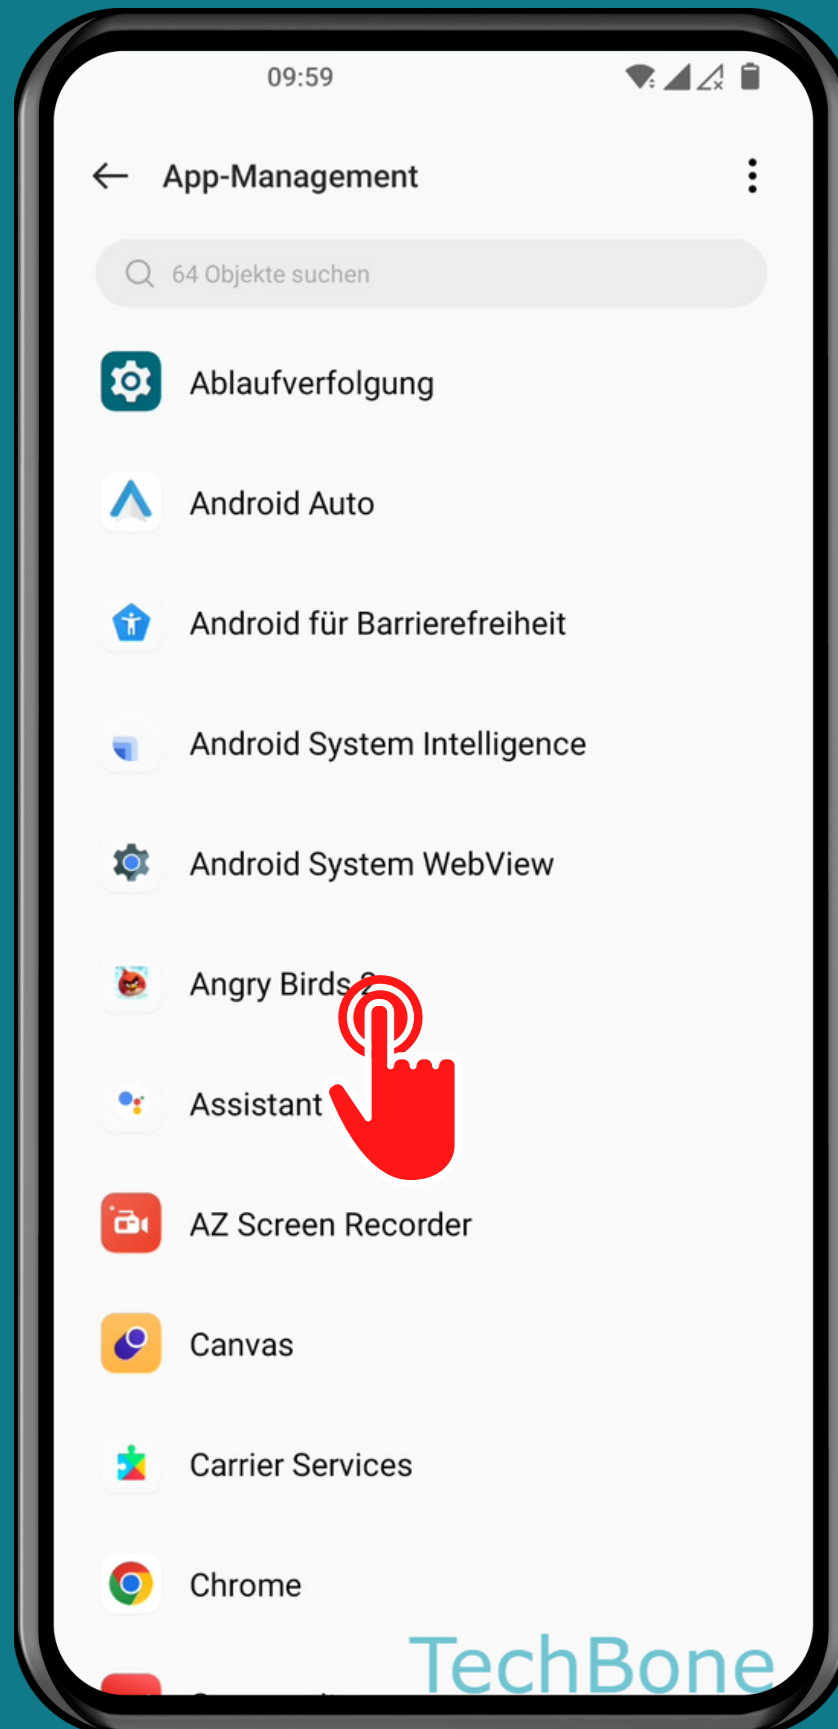 09:59
App-Management
64 Objekte suchen
Ablaufverfolgung
Android Auto
Android für Barrierefreiheit
Android System Intelligence
Android System WebView
Angry Birds 2
Assistant
AZ Screen Recorder
Canvas
Carrier Services
Chrome
TechBone